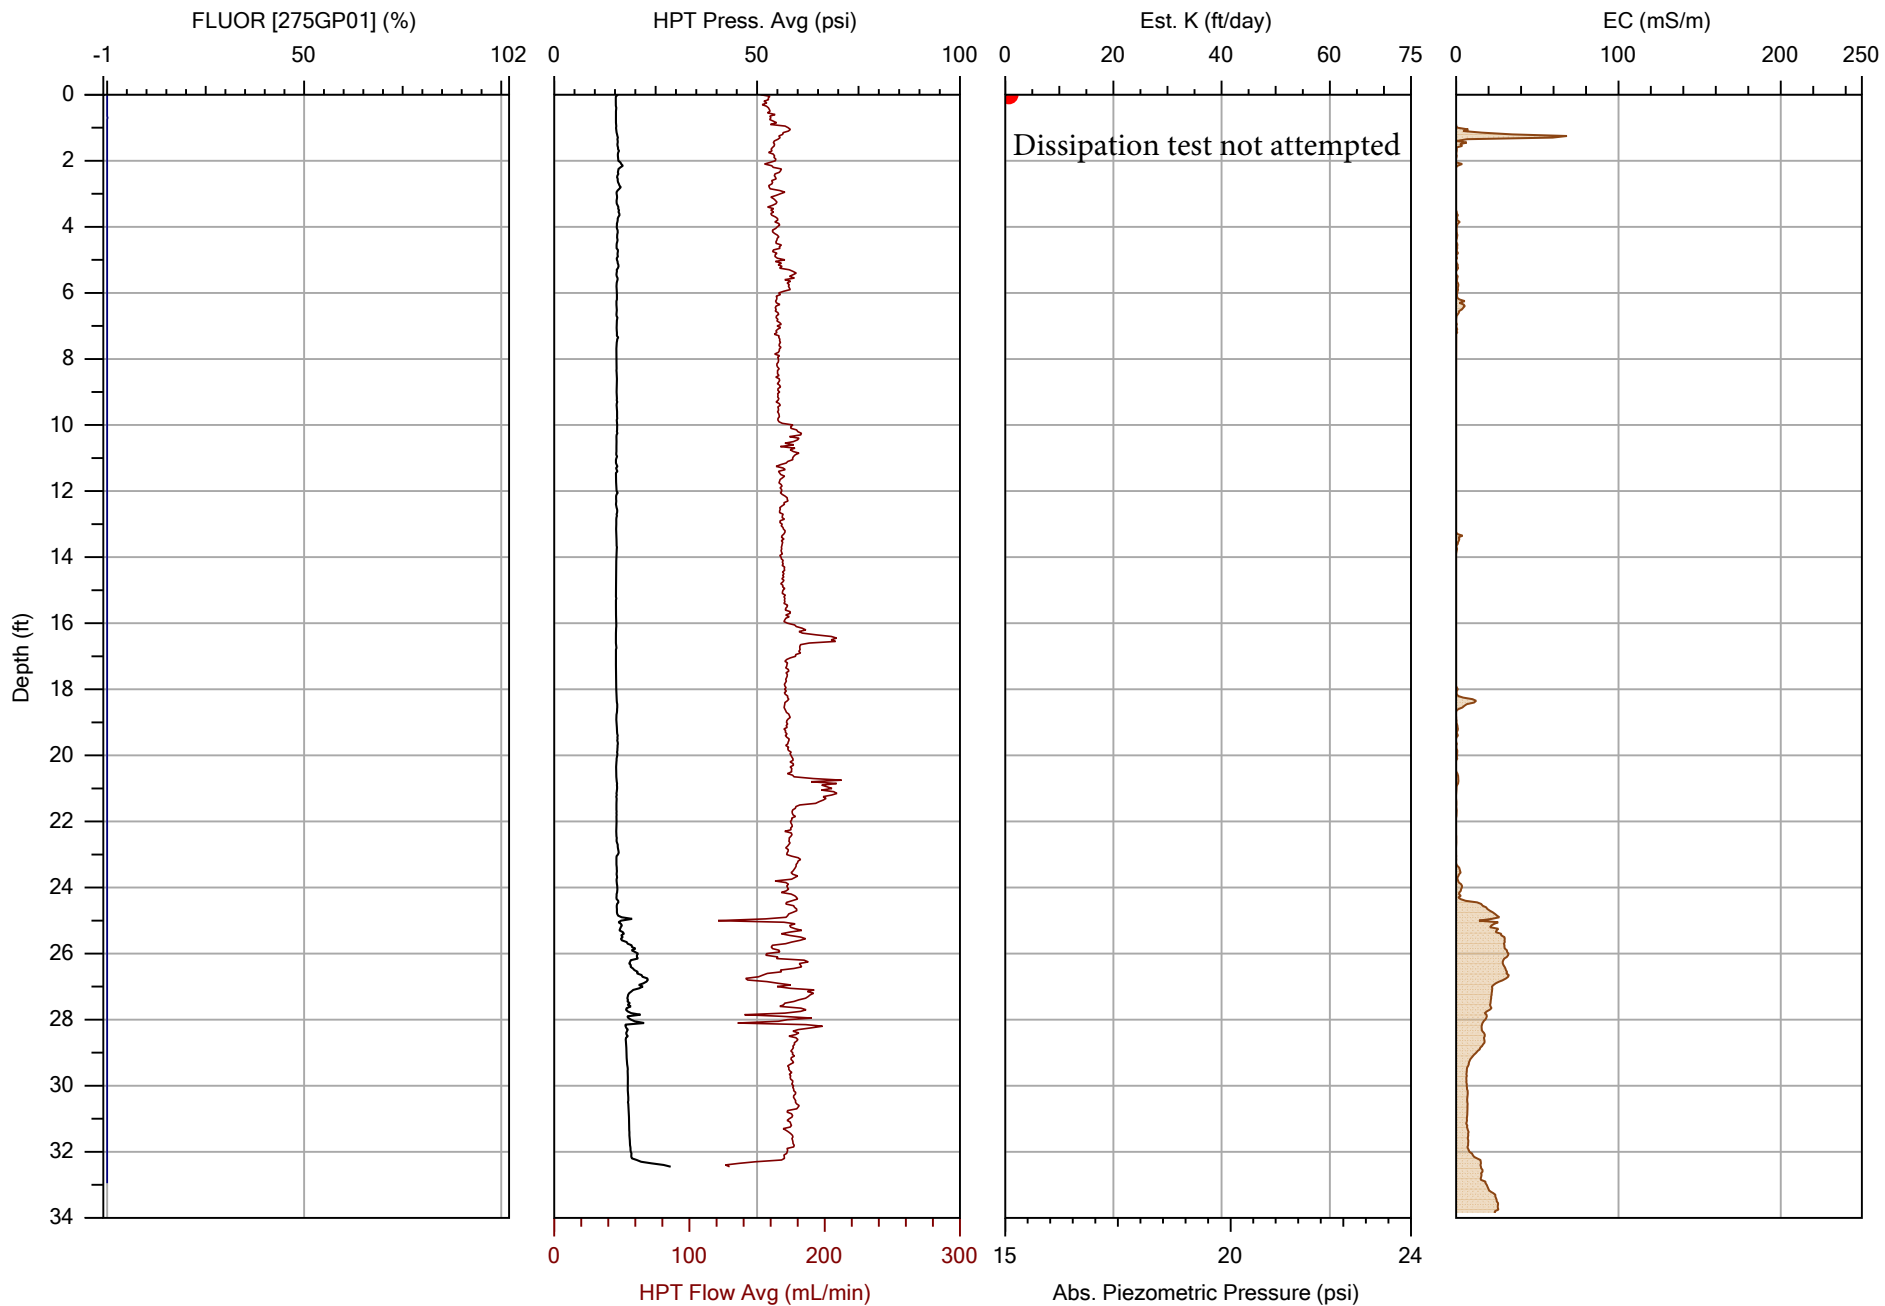 FLUOR [275GP01] (%)
HPT Press. Avg (psi)
Est. K (ft/day)
EC (mS/m)
-1 50 102
0 50 100
0 20 40 60 75
0 100 200 250
Dissipation test not attempted
Depth (ft)
0
2
4
6
8
10
12
14
16
18
20
22
24
26
28
30
32
34
0 100 200 300
15 20 24
HPT Flow Avg (mL/min)
Abs. Piezometric Pressure (psi)